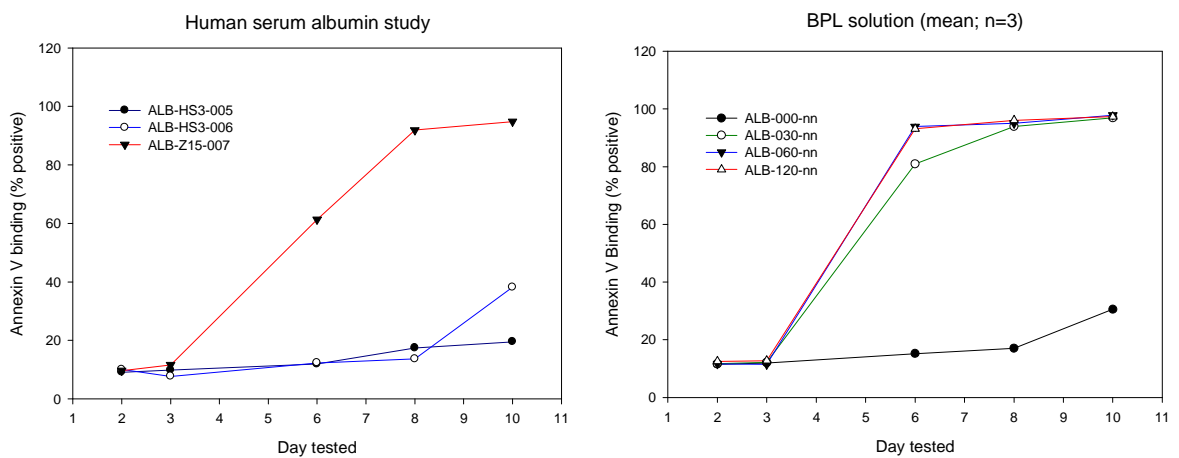 Human serum albumin study
Annexin V binding (% positive)
120
100
80
60
40
20
0
ALB-HS3-005
ALB-HS3-006
ALB-Z15-007
1 2 3 4 5 6 7 8 9 10 11
Day tested
BPL solution (mean; n=3)
Annexin V Binding (% positive)
120
100
80
60
40
20
0
ALB-000-nn
ALB-030-nn
ALB-060-nn
ALB-120-nn
1 2 3 4 5 6 7 8 9 10 11
Day tested